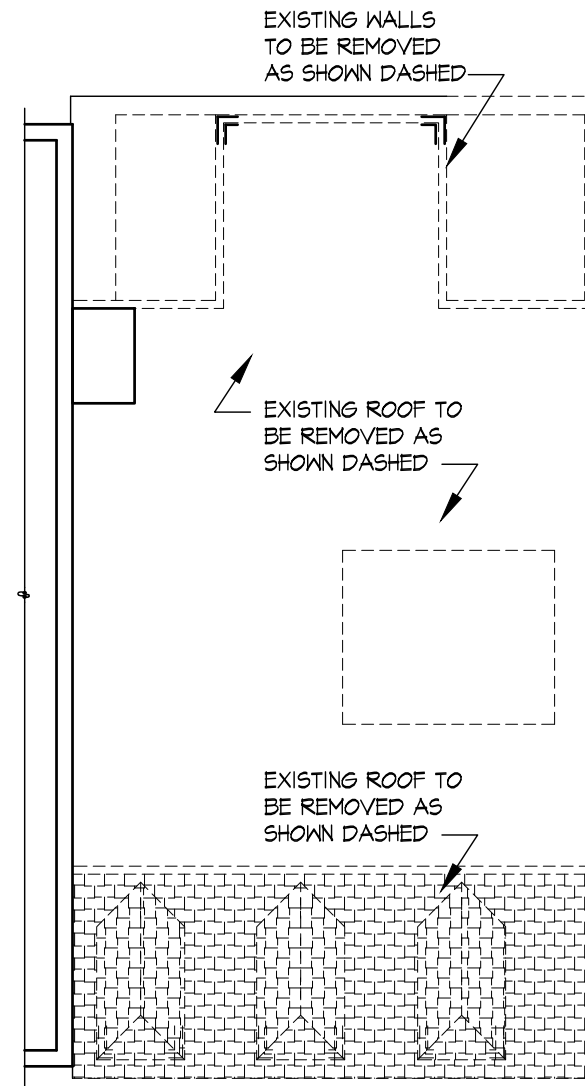 EXISTING WALLS
TO BE REMOVED
AS SHOWN DASHED
EXISTING ROOF TO
BE REMOVED AS
SHOWN DASHED
EXISTING ROOF TO
BE REMOVED AS
SHOWN DASHED